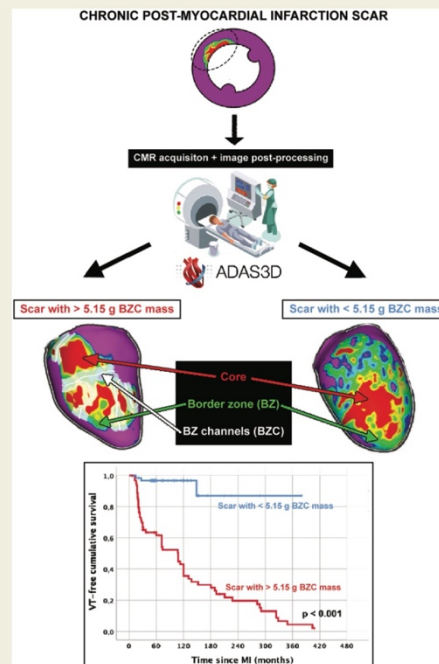 CHRONIC POST-MYOCARDIAL INFARCTION SCAR
CMR acquisiton + image post-processing
ADAS3D
Scar with > 5.15 g BZC mass
Scar with < 5.15 g BZC mass
Core
Border zone (BZ)
BZ channels (BZC)
VT-free cumulative survival
1,0
0,8
0,6
0,4
0,2
0,0
Scar with < 5.15 g BZC mass
Scar with > 5.15 g BZC mass
p < 0.001
0 60 120 180 240 300 360 420 480
Time since MI (months)